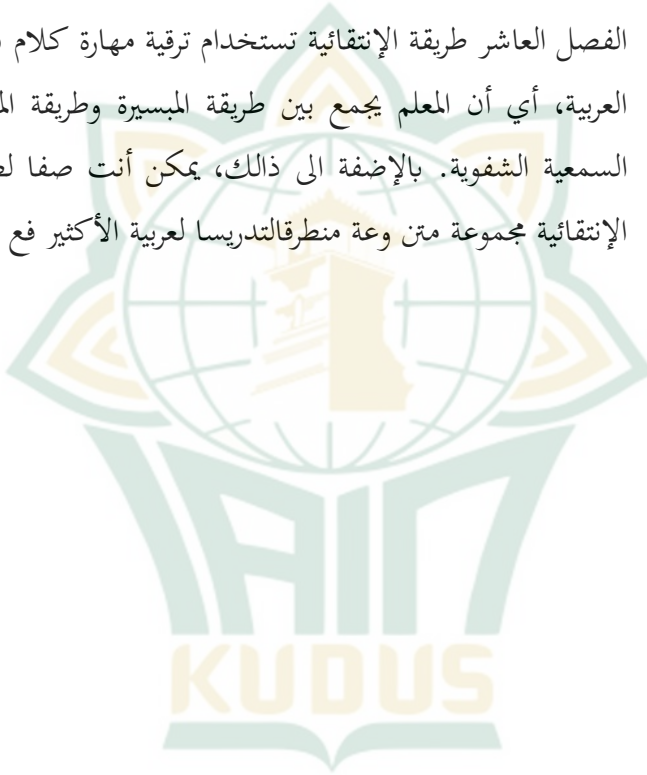 الفصل العاشر طريقة الإنتقائية تستخدام ترقية مهارة كلام
العربية، أي أن المعلم يجمع بين طريقة المبسيرة وطريقة
السمعية الشفوية. بالإضفة الى ذالك، يمكن أنت صفا
الإنتقائية مجموعة متن وعة منطرقالتدريسا لعربية الأكثير فع
IAIN
KUDUS